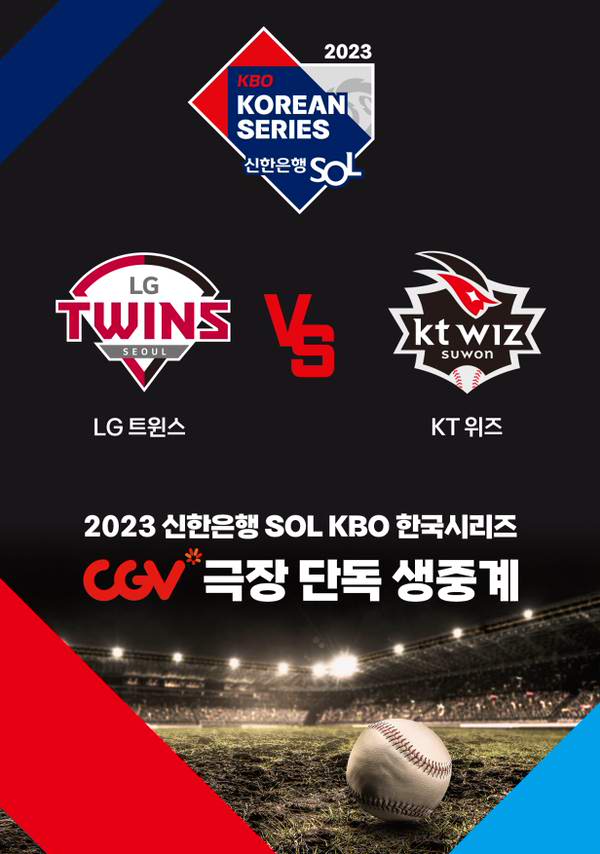 2023
KBO
KOREAN
SERIES
신한은행 SOL
LG
TWINS
SEOUL
VS
kt wiz
SUWON
LG 트윈스
KT 위즈
2023 신한은행 SOL KBO 한국시리즈
CGV 극장 단독 생중계